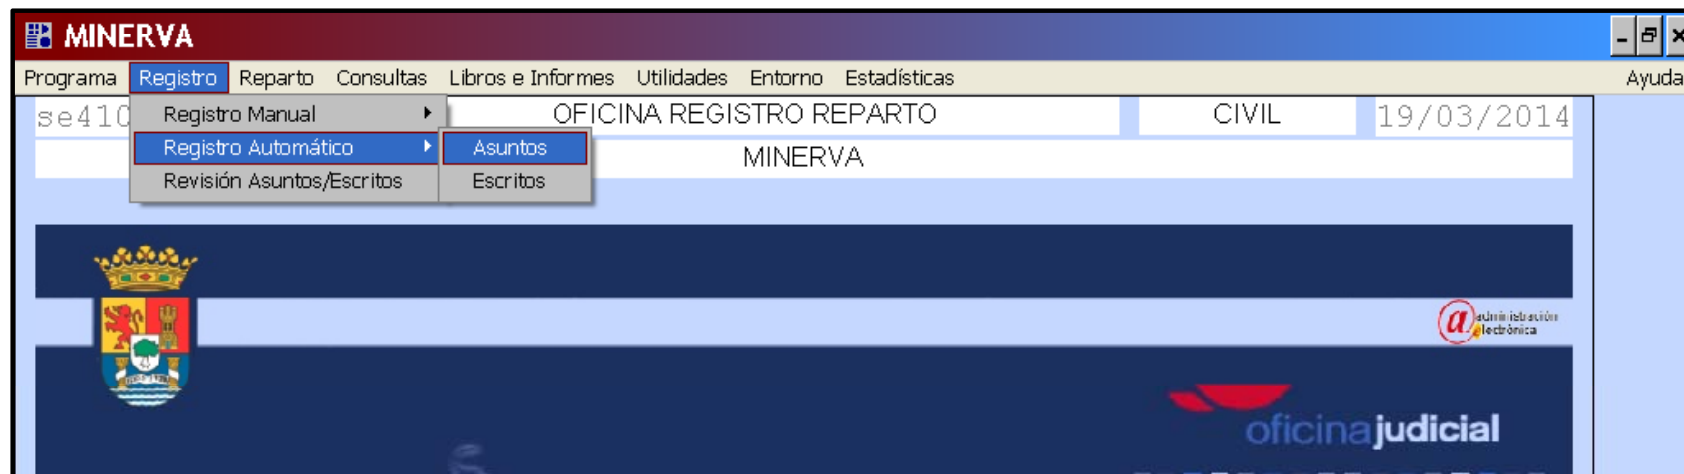 MINERVA
Programa Registro Reparto Consultas Libros e Informes Utilidades Entorno Estadísticas Ayuda
se410 OFICINA REGISTRO REPARTO CIVIL 19/03/2014
Registro Manual
Registro Automático Asuntos
MINERVA
Revisión Asuntos/Escritos Escritos
administración
electrónica
oficinajudicial